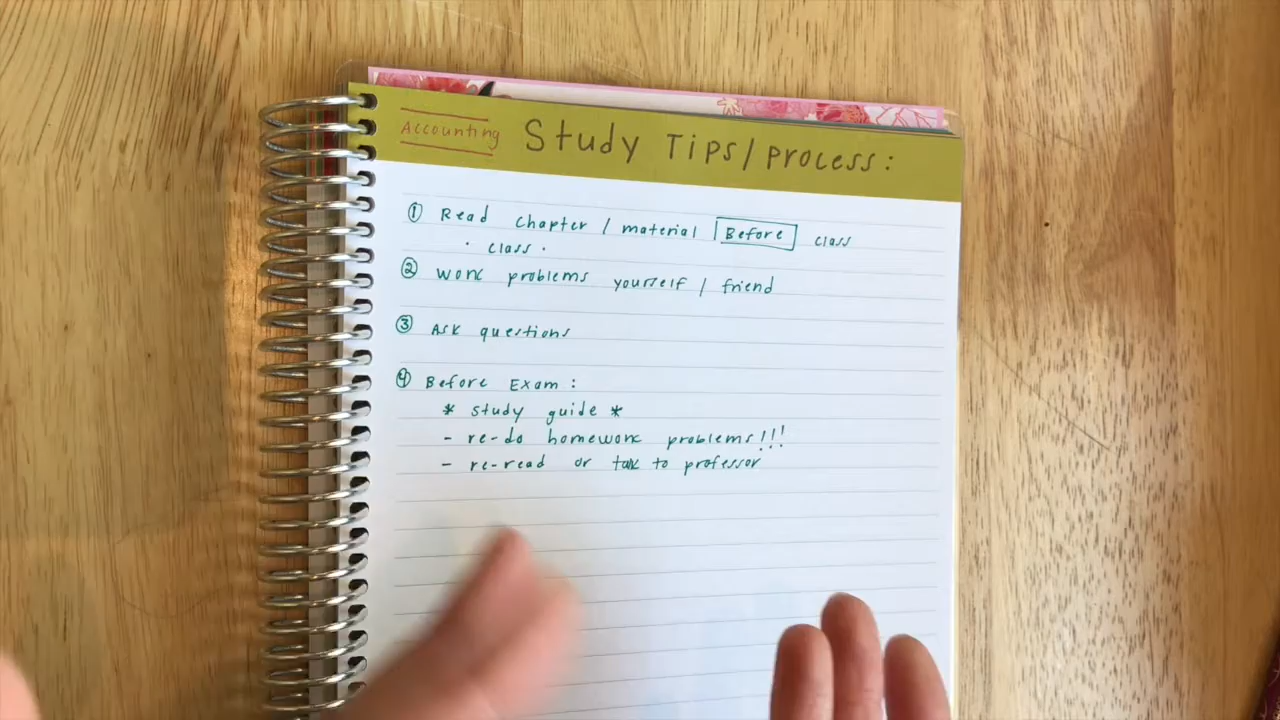 Accounting Study Tips/process:
① Read chapter / material Before class
· class ·
② work problems yourself / friend
③ Ask questions
④ Before Exam:
* study guide *
- re-do homework problems!!!
- re-read or talk to professor